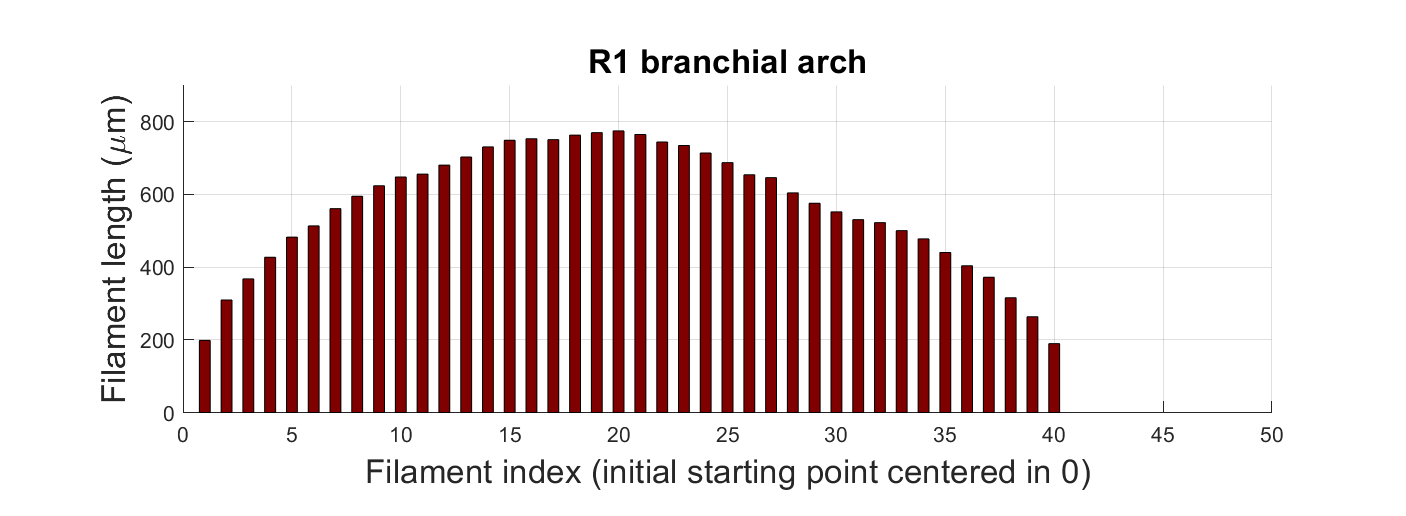 R1 branchial arch
Filament length (μm)
800
600
400
200
0
0 5 10 15 20 25 30 35 40 45 50
Filament index (initial starting point centered in 0)